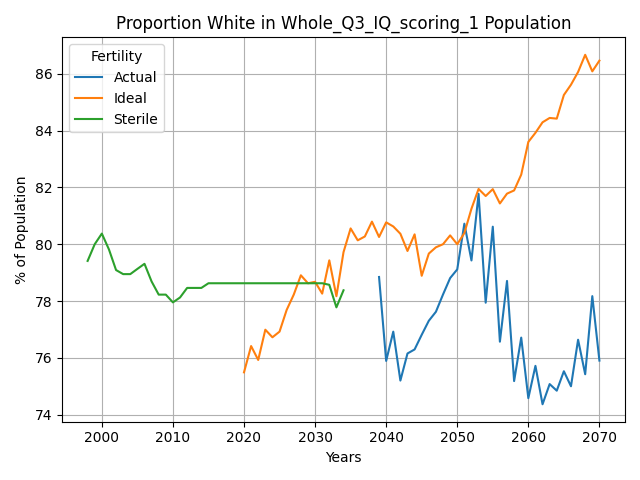 Proportion White in Whole_Q3_IQ_scoring_1 Population
Fertility
Actual
Ideal
Sterile
% of Population
86
84
82
80
78
76
74
2000
2010
2020
2030
2040
2050
2060
2070
Years